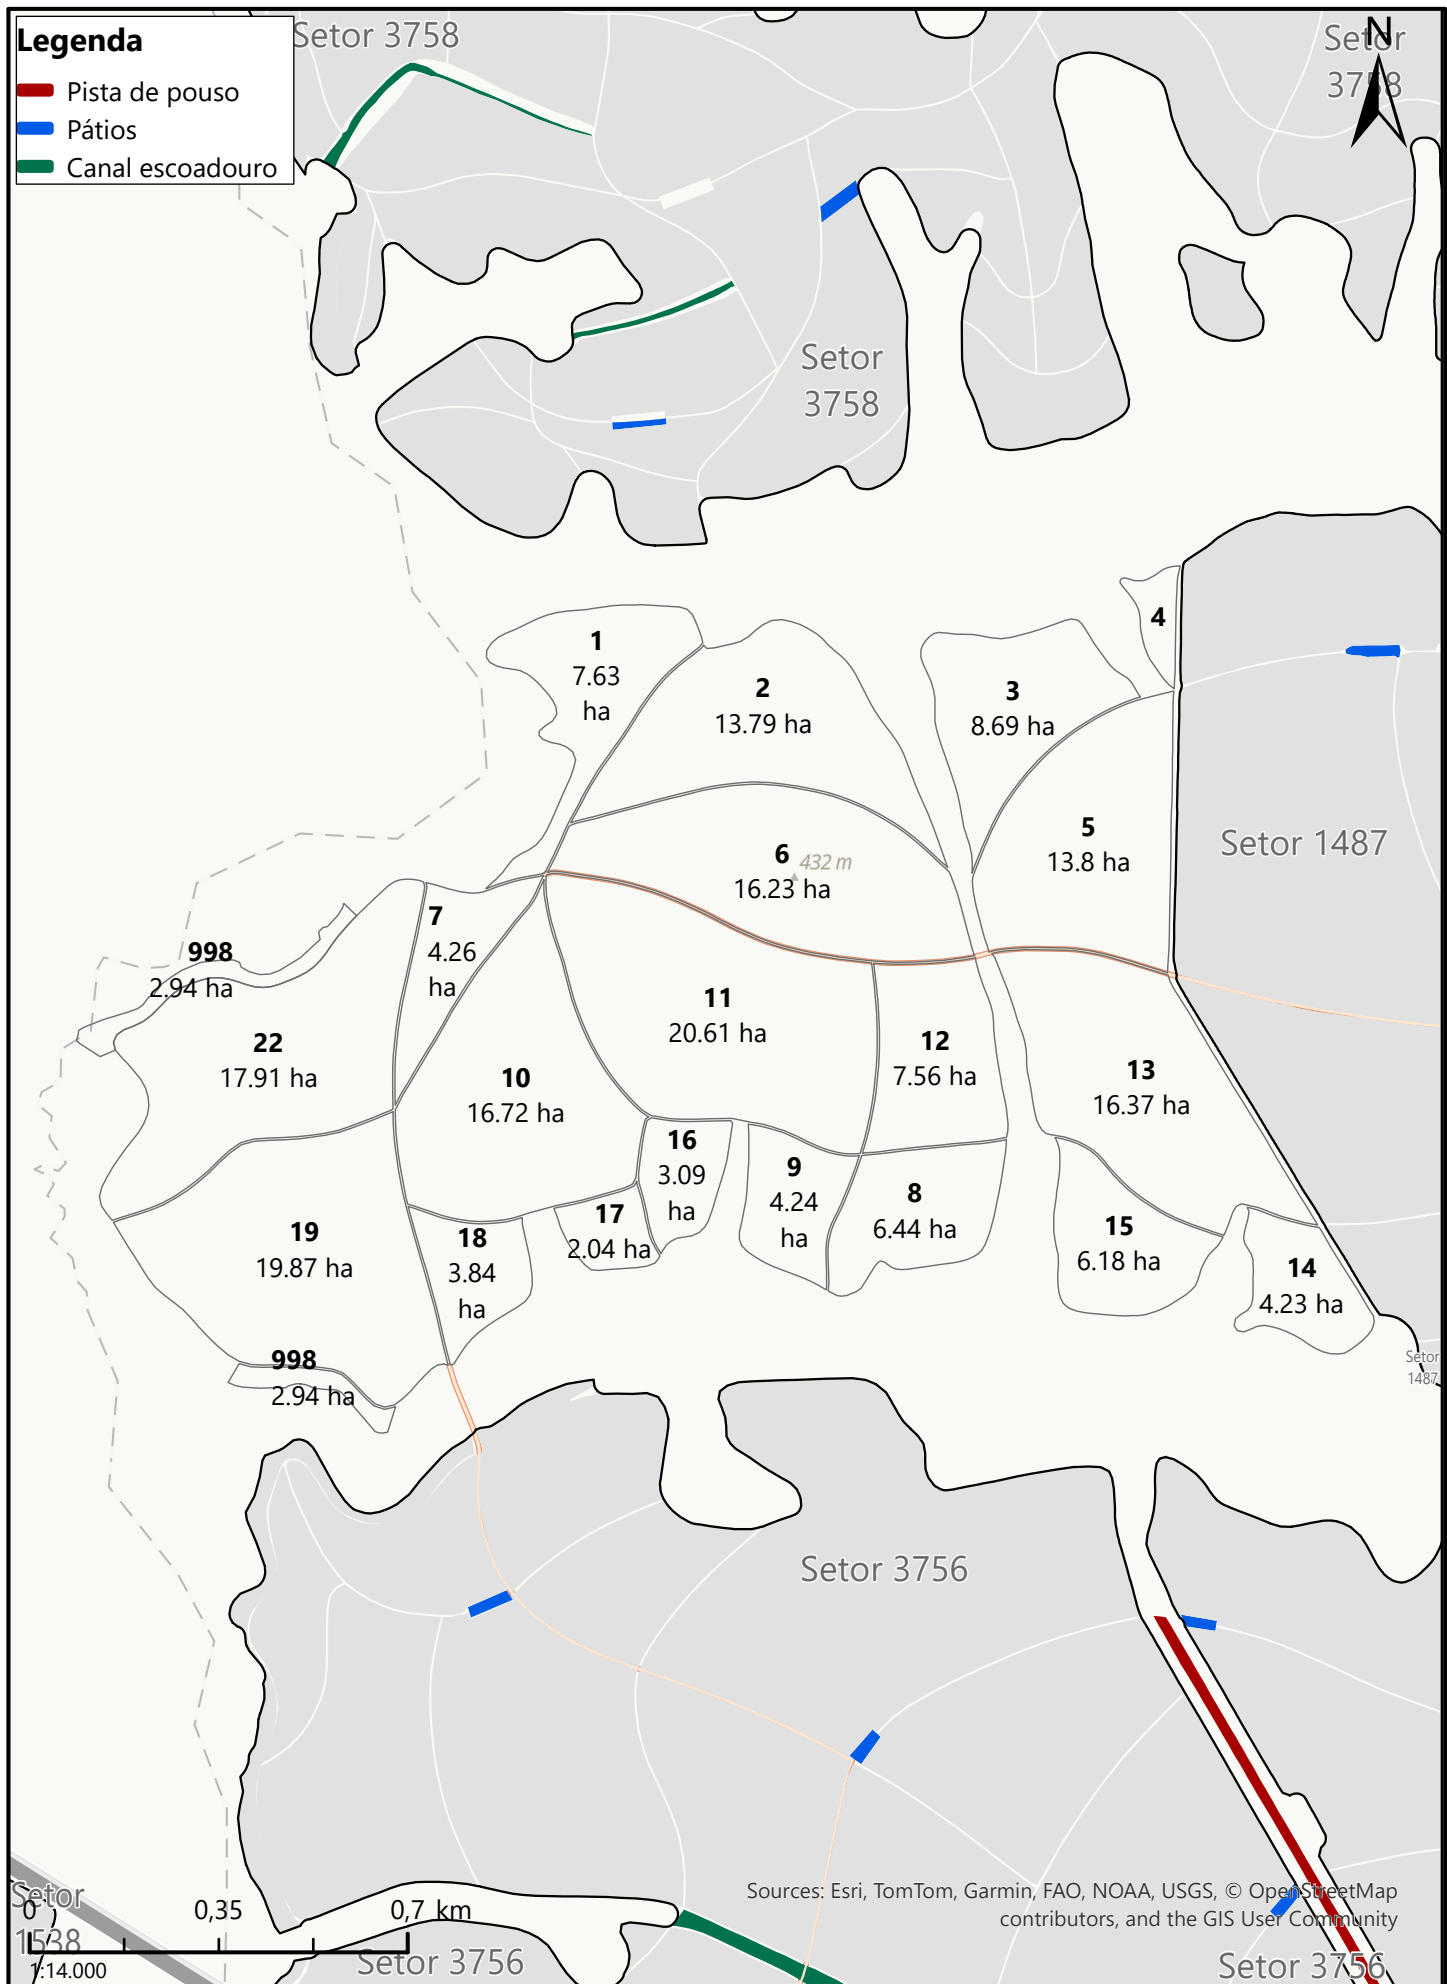 Legenda
Pista de pouso
Pátios
Canal escoadouro
Setor 3758
Setor
3758
N
Setor
3758
1
7.63
ha
2
13.79 ha
3
8.69 ha
4
5
13.8 ha
Setor 1487
6
432 m
16.23 ha
7
4.26
ha
998
2.94 ha
22
17.91 ha
11
20.61 ha
12
7.56 ha
10
16.72 ha
13
16.37 ha
16
3.09
ha
9
4.24
ha
8
6.44 ha
17
2.04 ha
18
3.84
ha
19
19.87 ha
15
6.18 ha
14
4.23 ha
998
2.94 ha
Setor
1487
Setor 3756
Sources: Esri, TomTom, Garmin, FAO, NOAA, USGS, © OpenStreetMap
contributors, and the GIS User Community
Setor
1538
0 0,35 0,7 km
1:14.000
Setor 3756
Setor 3756